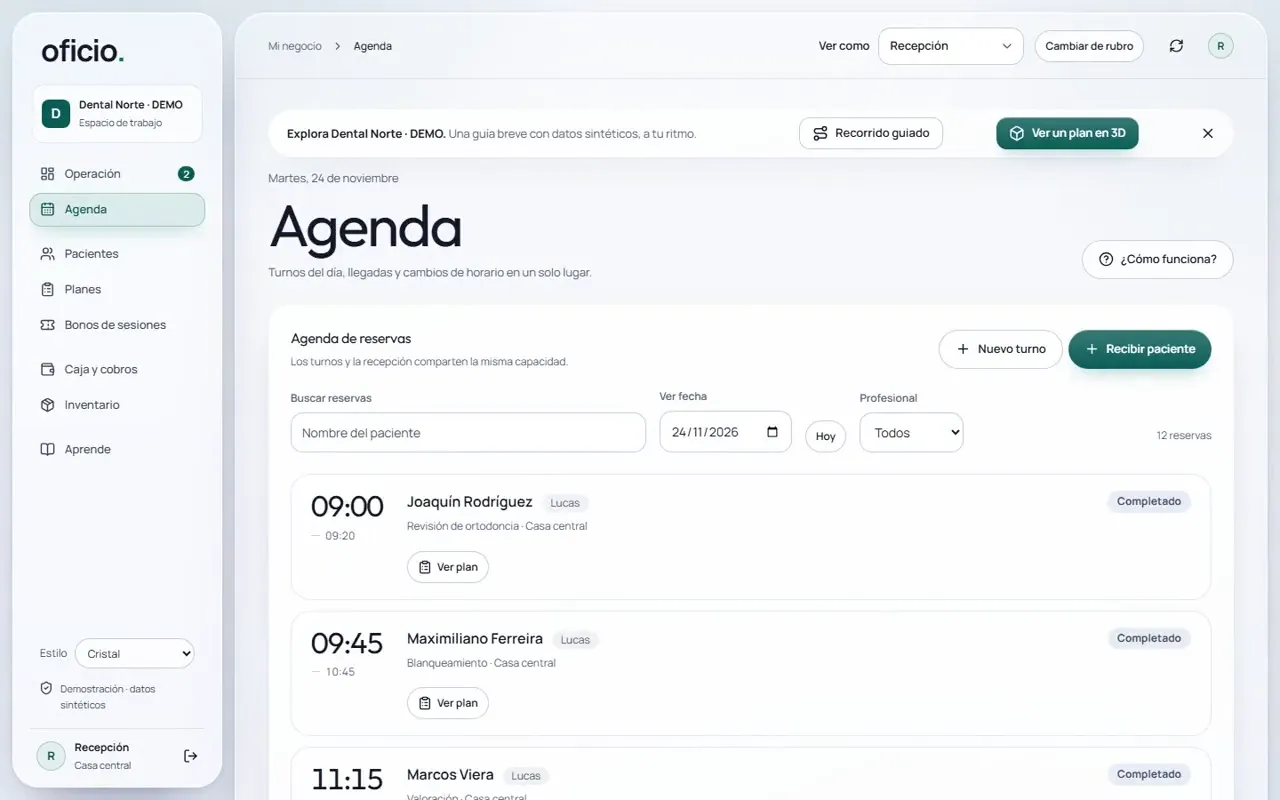 oficio.
D
Dental Norte · DEMO
Espacio de trabajo
Operación 2
Agenda
Pacientes
Planes
Bonos de sesiones
Caja y cobros
Inventario
Aprende
Estilo Cristal
Demostración · datos
sintéticos
R
Recepción
Casa central
Mi negocio > Agenda
Ver como Recepción Cambiar de rubro R
Explora Dental Norte · DEMO. Una guía breve con datos sintéticos, a tu ritmo. Recorrido guiado Ver un plan en 3D
Martes, 24 de noviembre
Agenda
Turnos del día, llegadas y cambios de horario en un solo lugar.
¿Cómo funciona?
Agenda de reservas
Los turnos y la recepción comparten la misma capacidad.
+ Nuevo turno + Recibir paciente
Buscar reservas Ver fecha Profesional
Nombre del paciente 24/11/2026 Hoy Todos 12 reservas
09:00 Joaquín Rodríguez Lucas Completado
— 09:20 Revisión de ortodoncia · Casa central
Ver plan
09:45 Maximiliano Ferreira Lucas Completado
— 10:45 Blanqueamiento · Casa central
Ver plan
11:15 Marcos Viera Lucas Completado
Valoración · Casa central